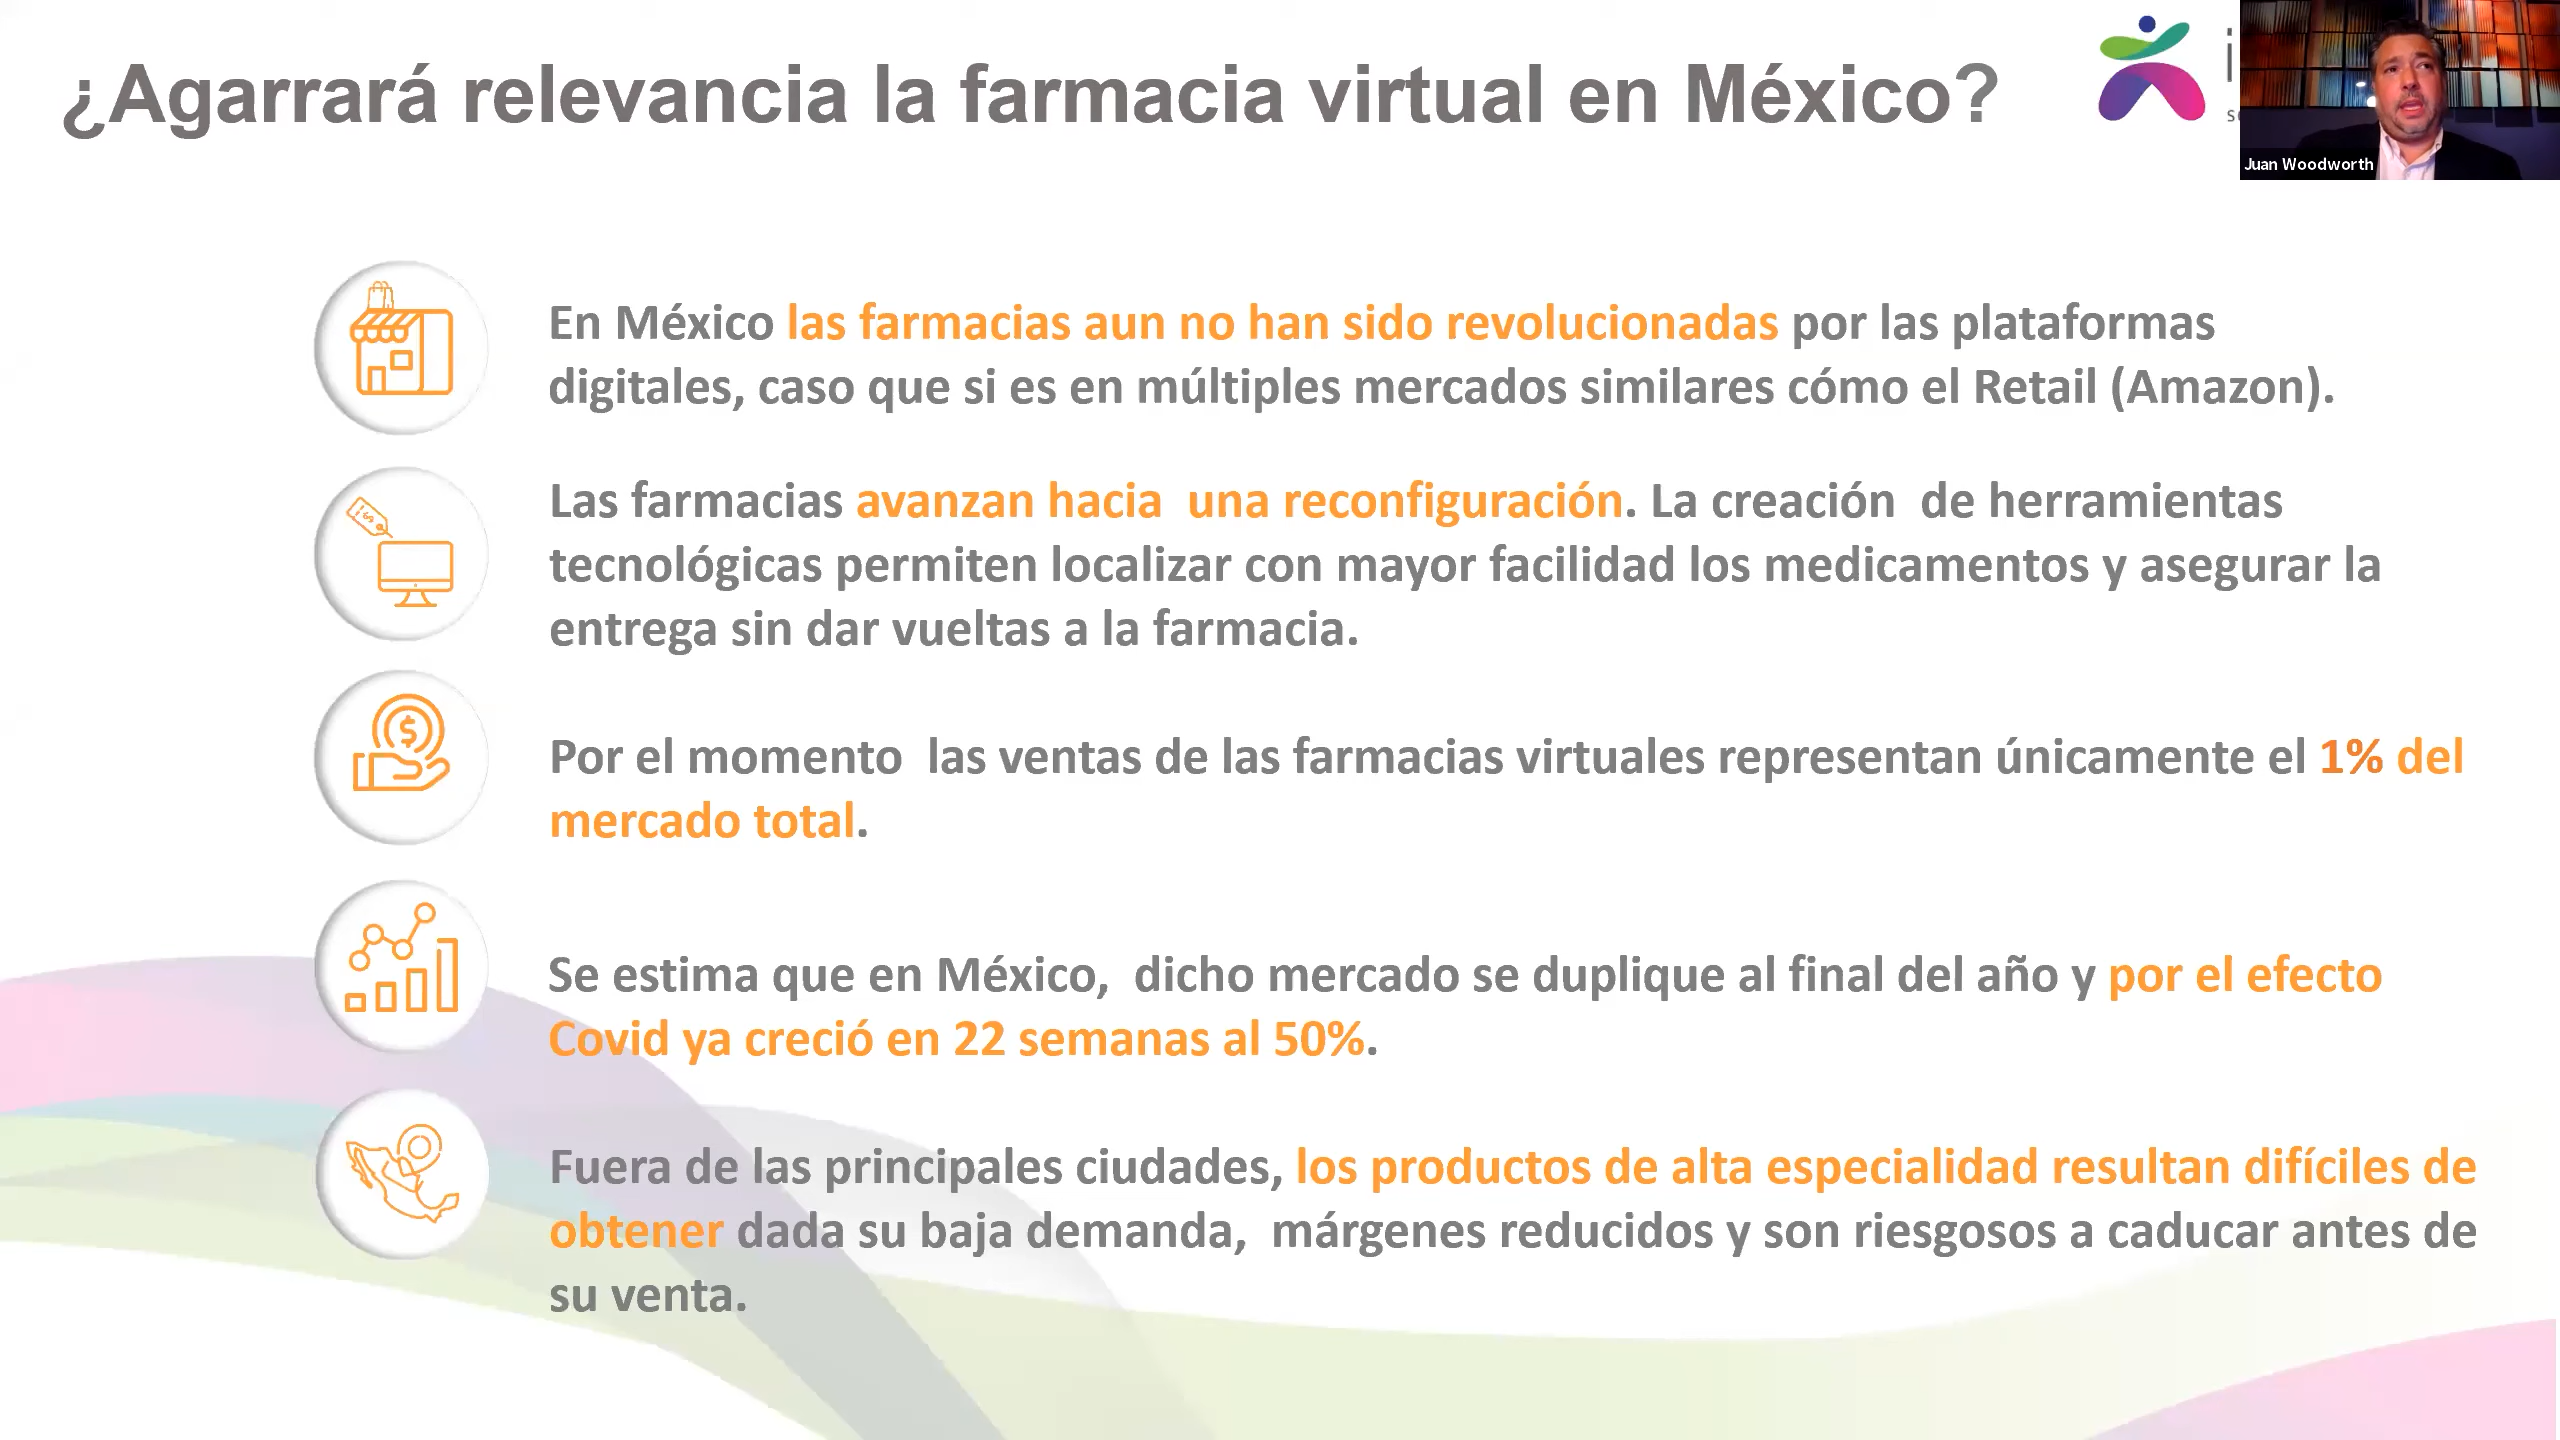 ¿Agarrará relevancia la farmacia virtual en México?
Juan Woodworth
En México las farmacias aun no han sido revolucionadas por las plataformas
digitales, caso que si es en múltiples mercados similares cómo el Retail (Amazon).
Las farmacias avanzan hacia una reconfiguración. La creación de herramientas
tecnológicas permiten localizar con mayor facilidad los medicamentos y asegurar la
entrega sin dar vueltas a la farmacia.
$
Por el momento las ventas de las farmacias virtuales representan únicamente el 1% del
mercado total.
Se estima que en México, dicho mercado se duplique al final del año y por el efecto
Covid ya creció en 22 semanas al 50%.
Fuera de las principales ciudades, los productos de alta especialidad resultan difíciles de
obtener dada su baja demanda, márgenes reducidos y son riesgosos a caducar antes de
su venta.